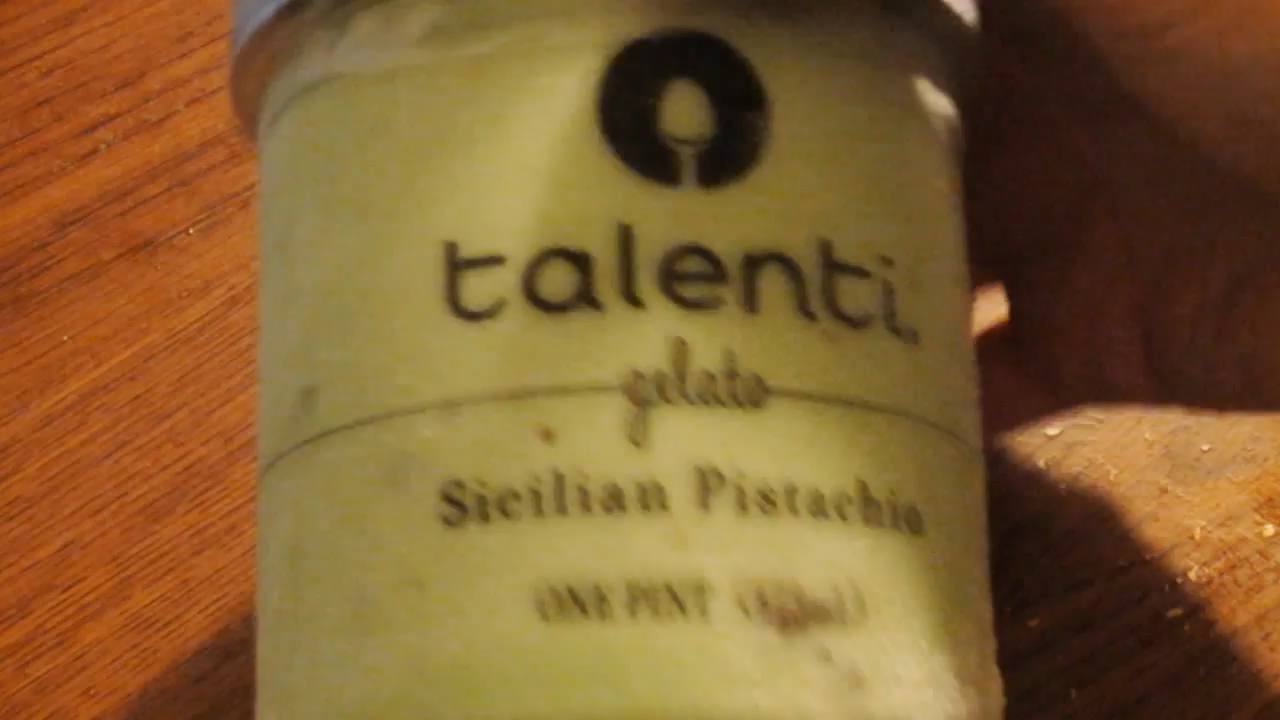 talenti
gelato
Sicilian Pistachio
ONE PINT